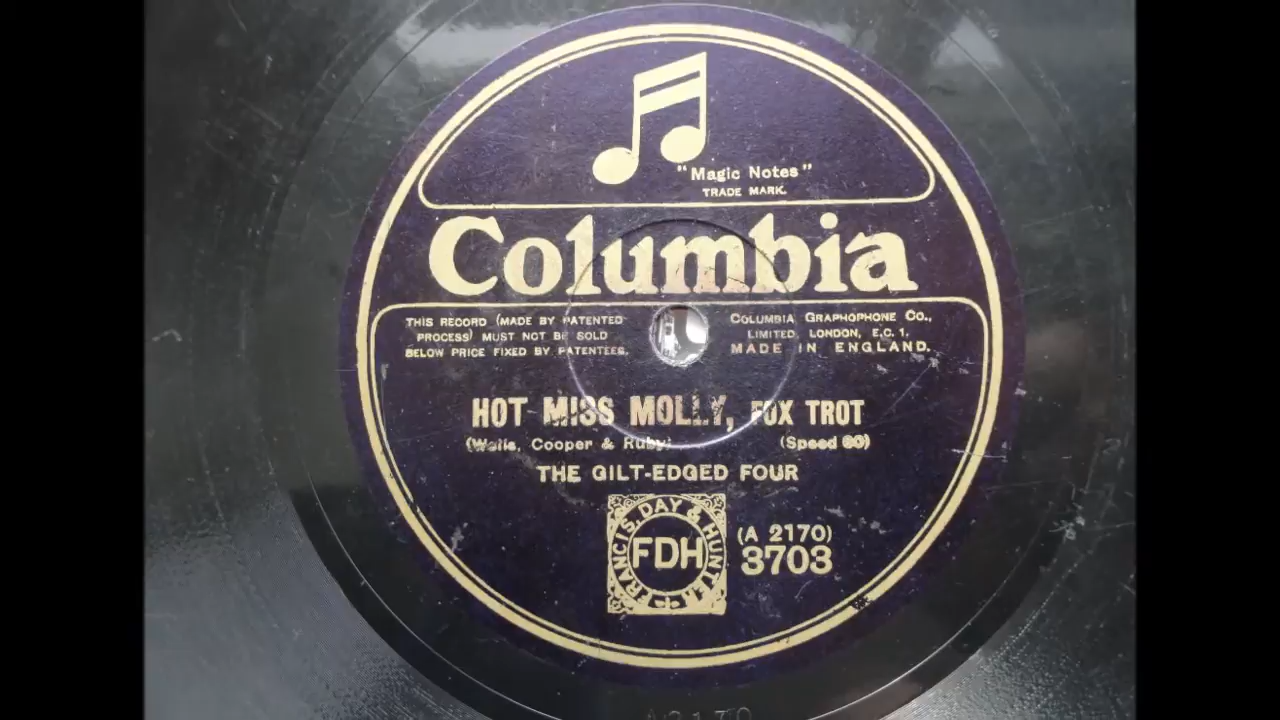 "Magic Notes"
TRADE MARK.
Columbia
THIS RECORD (MADE BY PATENTED
PROCESS) MUST NOT BE SOLD
BELOW PRICE FIXED BY PATENTEES.
COLUMBIA GRAPHOPHONE CO.,
LIMITED, LONDON, E.C. 1.
MADE IN ENGLAND.
HOT MISS MOLLY, FOX TROT
Cooper & Ruby) (Speed 80)
THE GILT-EDGED FOUR
FRANCIS, DAY & HUNTER
FDH
(A 2170)
3703
A2170